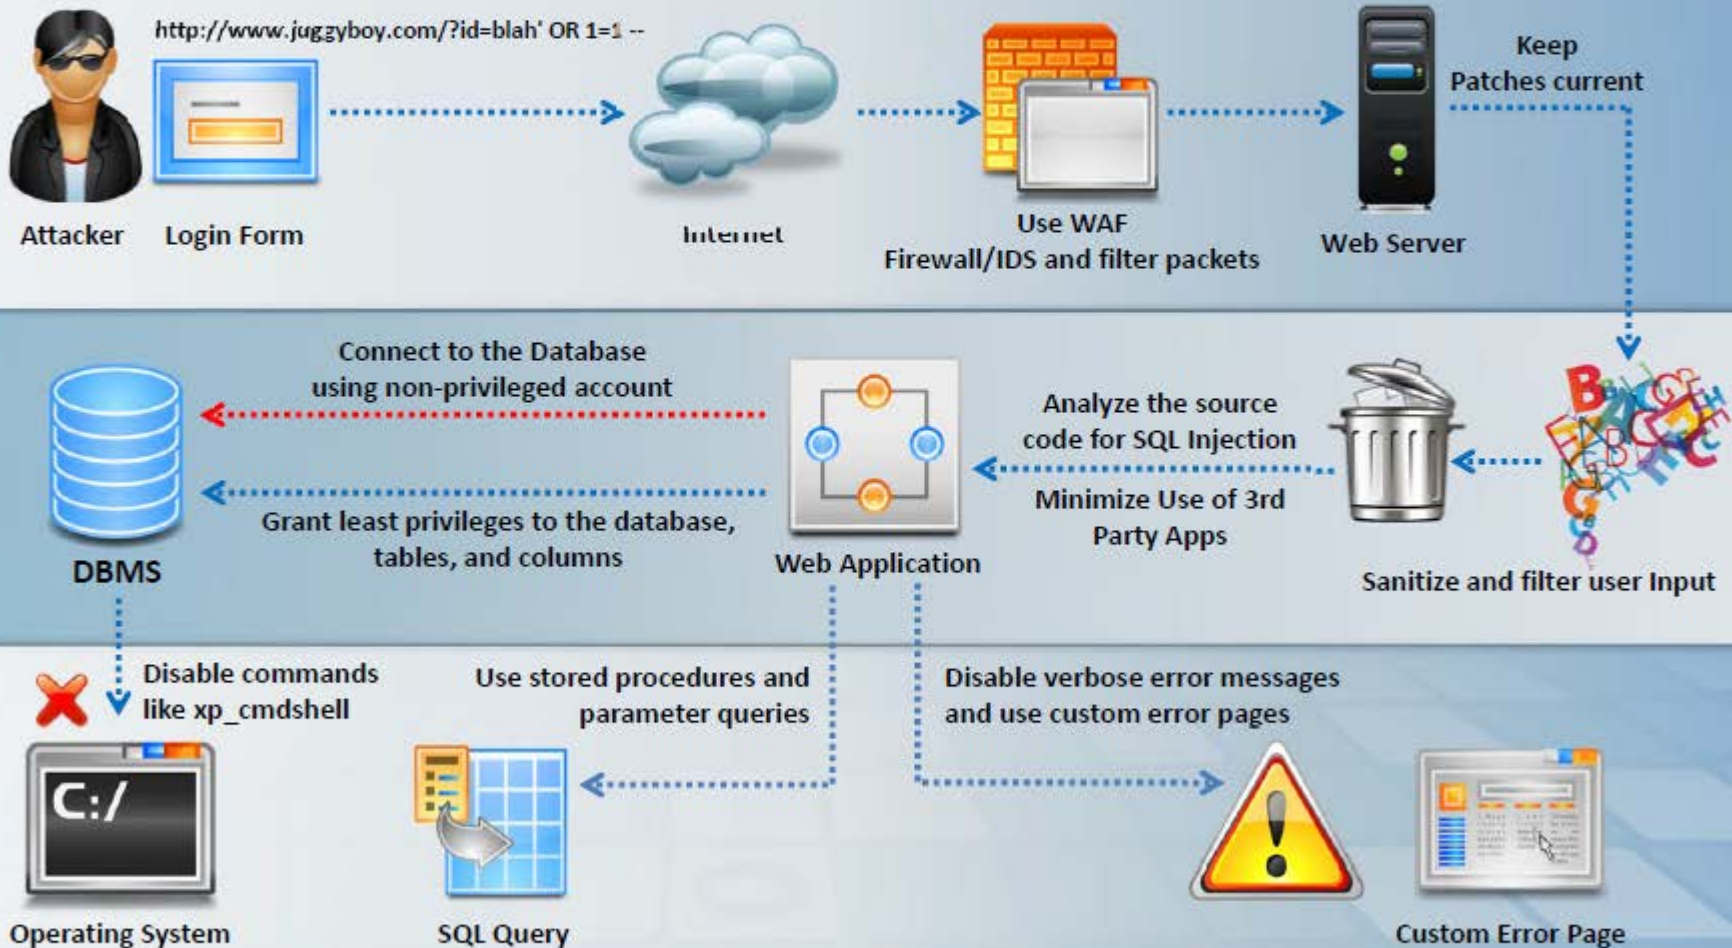 http://www.juggyboy.com/?id=blah' OR 1=1 --
Attacker
Login Form
Internet
Use WAF
Firewall/IDS and filter packets
Web Server
Keep
Patches current
Connect to the Database
using non-privileged account
Grant least privileges to the database,
tables, and columns
DBMS
Web Application
Analyze the source
code for SQL Injection
Minimize Use of 3rd
Party Apps
Sanitize and filter user Input
Disable commands
like xp_cmdshell
C:/
Operating System
Use stored procedures and
parameter queries
SQL Query
Disable verbose error messages
and use custom error pages
Custom Error Page